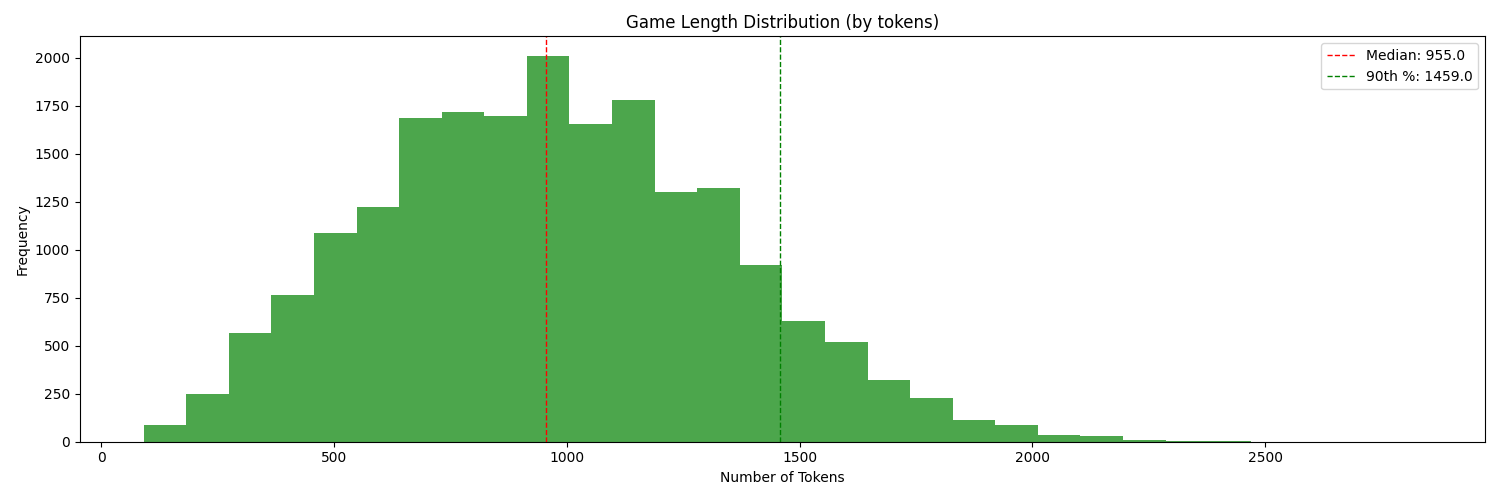 Game Length Distribution (by tokens)
Median: 955.0
90th %: 1459.0
2000
1750
1500
1250
1000
750
500
250
0
Frequency
0 500 1000 1500 2000 2500
Number of Tokens